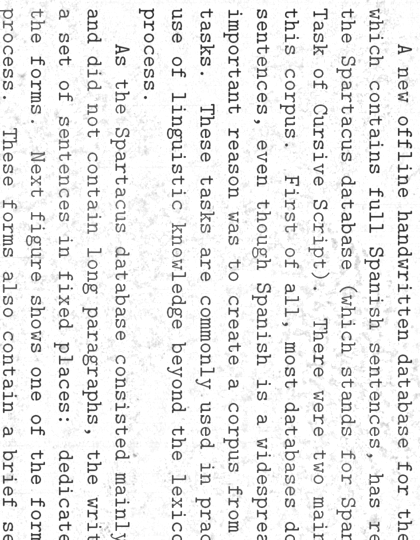 A new offline handwritten database for the
which contains full Spanish sentences, has re
the Spartacus database (which stands for Spar
Task of Cursive Script). There were two main
this corpus. First of all, most databases do
sentences, even though Spanish is a widesprea
important reason was to create a corpus from
tasks. These tasks are commonly used in prac
use of linguistic knowledge beyond the lexico
process.
As the Spartacus database consisted mainly
and did not contain long paragraphs, the writ
a set of sentences in fixed places: dedicate
the forms. Next figure shows one of the form
process. These forms also contain a brief se